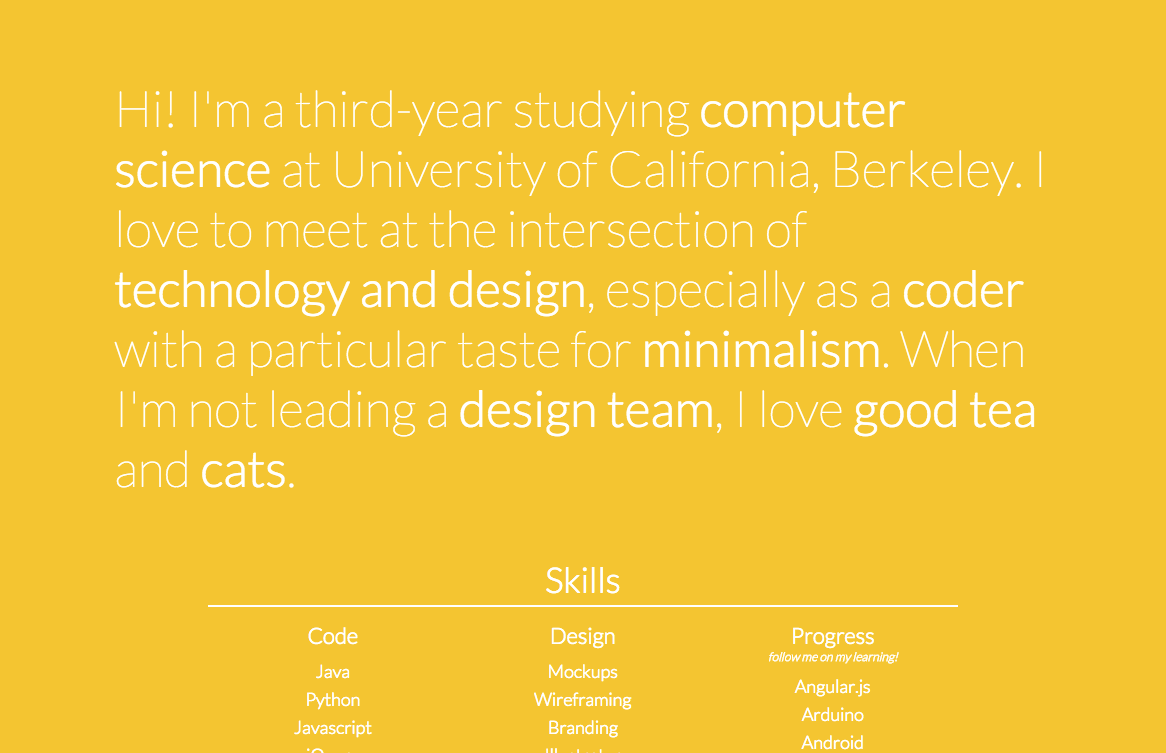 Hi! I'm a third-year studying computer
science at University of California, Berkeley. I
love to meet at the intersection of
technology and design, especially as a coder
with a particular taste for minimalism. When
I'm not leading a design team, I love good tea
and cats.
Skills
Code Design Progress
follow me on my learning!
Java Mockups
Angular.js
Python Wireframing
Arduino
Javascript Branding
Android